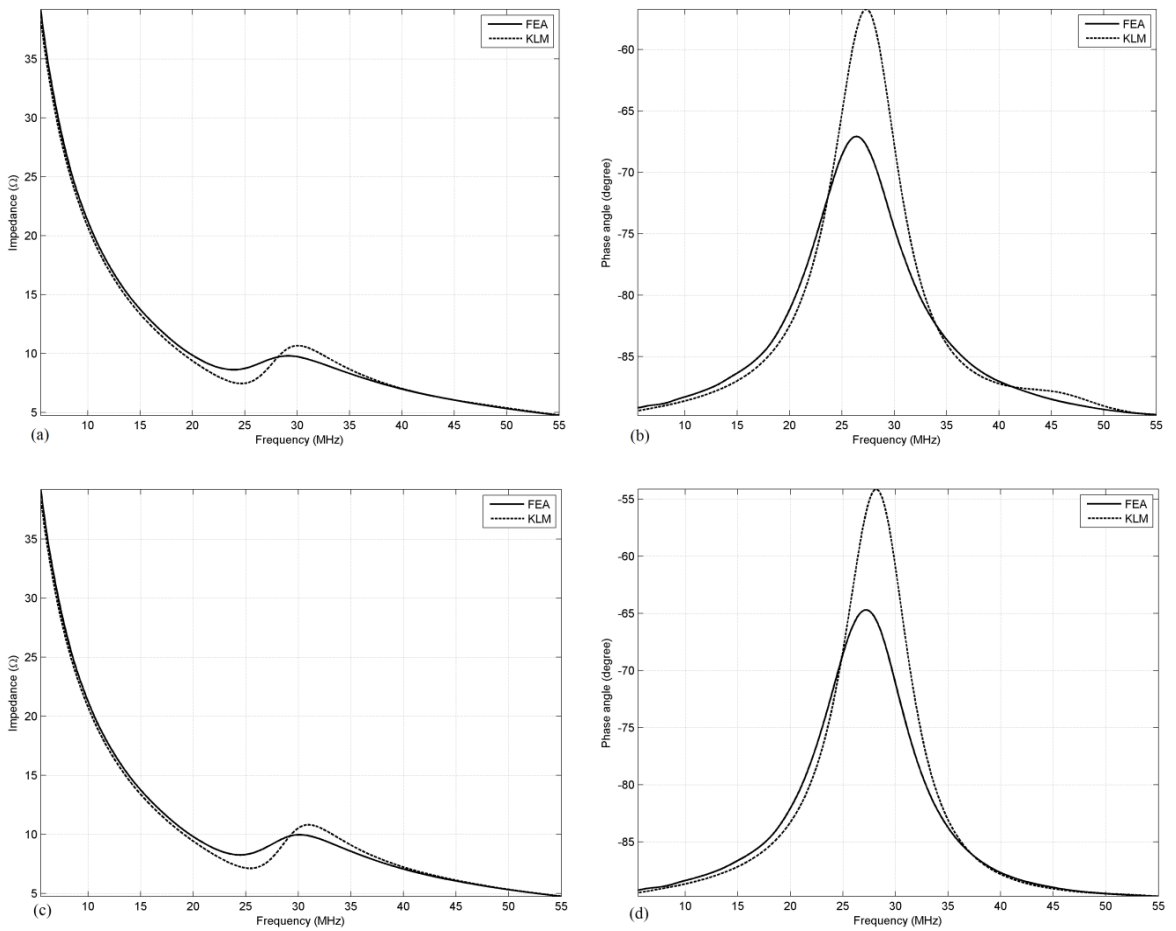 Impedance (Ω)
35
30
25
20
15
10
5
10 15 20 25 30 35 40 45 50 55
Frequency (MHz)
FEA
KLM
(a)
Phase angle (degree)
-60
-65
-70
-75
-80
-85
10 15 20 25 30 35 40 45 50 55
Frequency (MHz)
FEA
KLM
(b)
Impedance (Ω)
35
30
25
20
15
10
5
10 15 20 25 30 35 40 45 50 55
Frequency (MHz)
FEA
KLM
(c)
Phase angle (degree)
-55
-60
-65
-70
-75
-80
-85
10 15 20 25 30 35 40 45 50 55
Frequency (MHz)
FEA
KLM
(d)